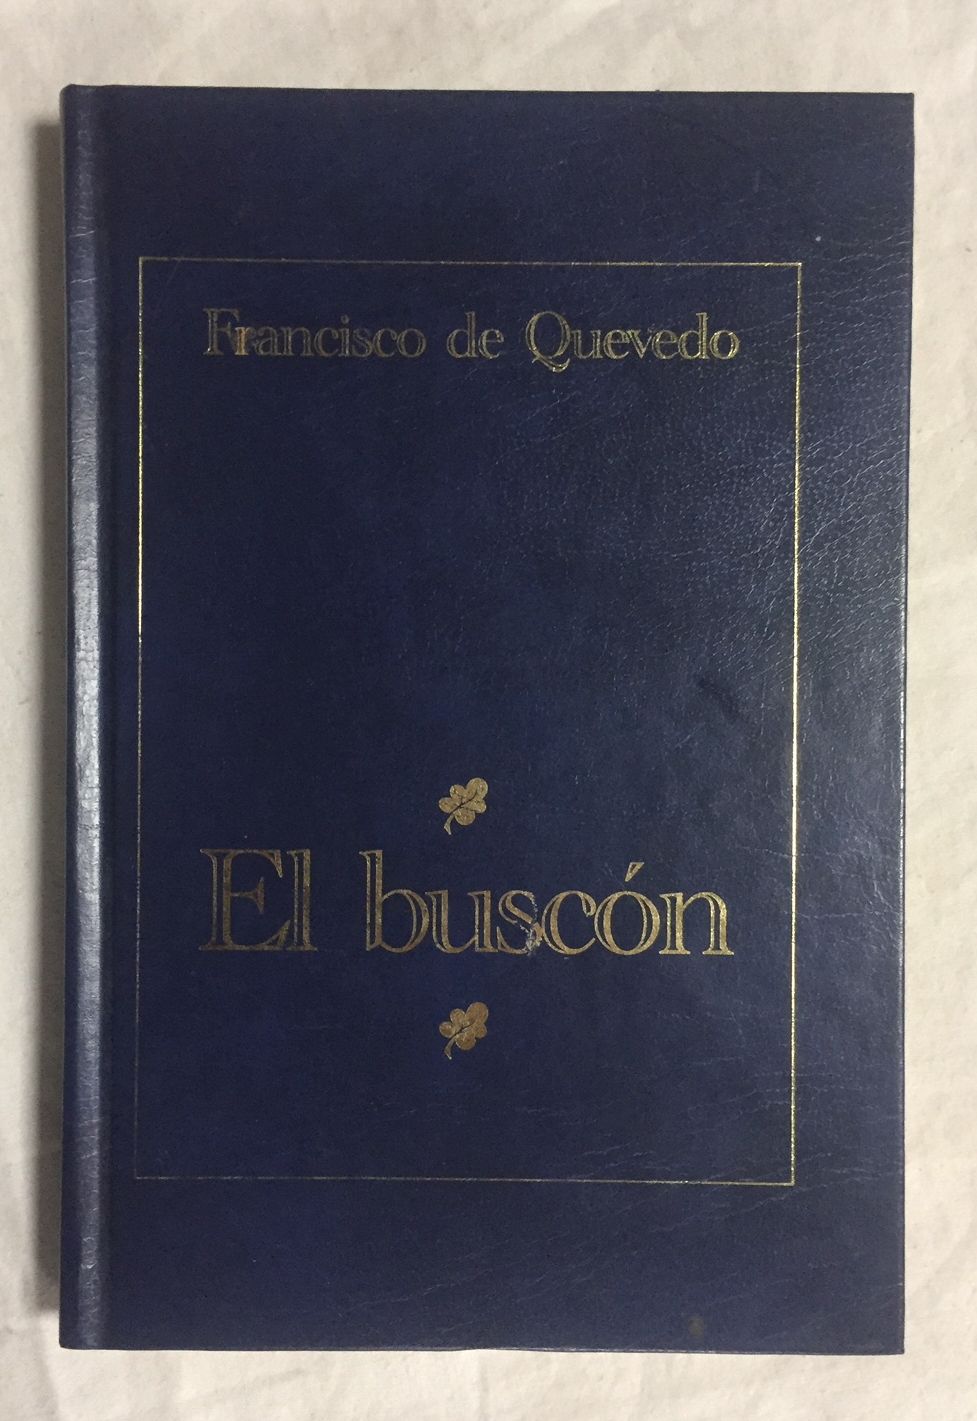 Francisco de Quevedo
El buscón